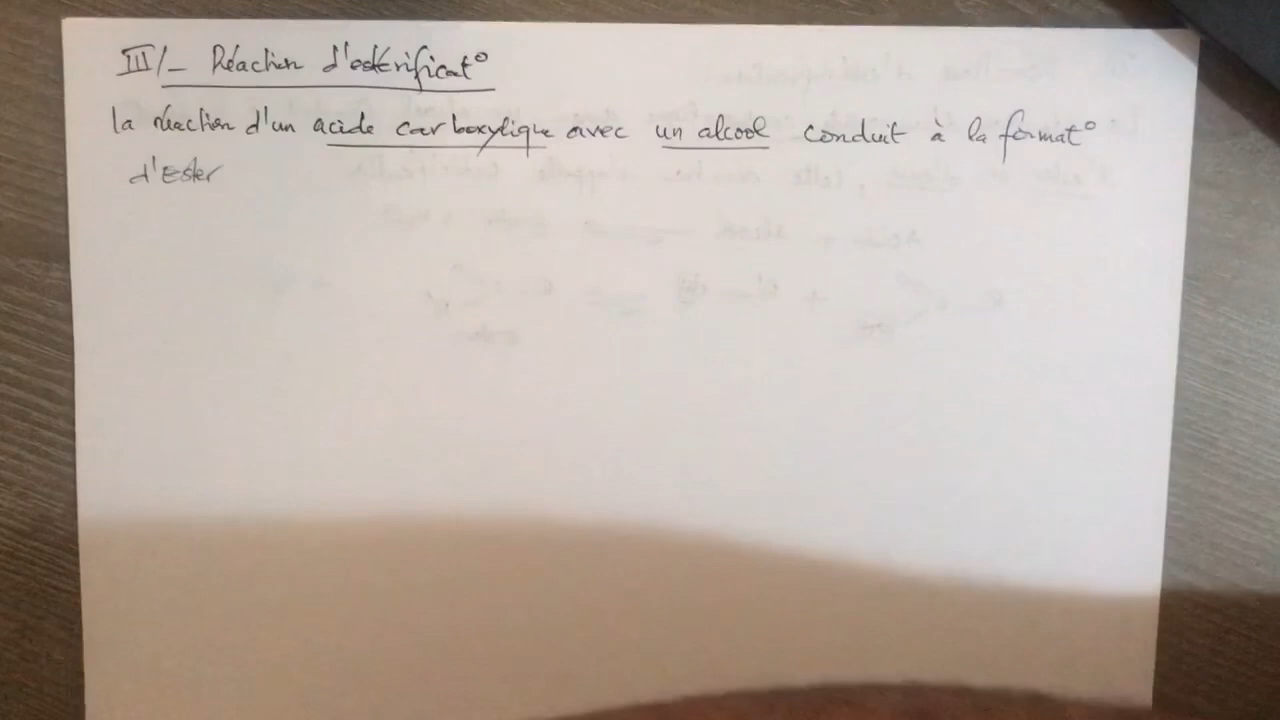 III/- Réaction d'estérificat°
la réaction d'un acide carboxylique avec un alcool conduit à la format°
d'Ester